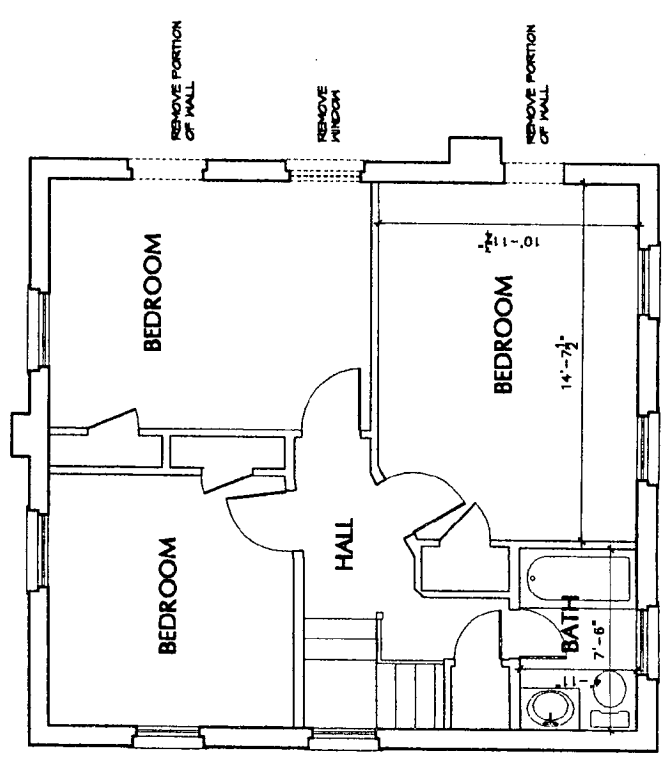 REMOVE PORTION
OF WALL
REMOVE
WINDOW
REMOVE PORTION
OF WALL
BEDROOM
10'-11½"
BEDROOM
14'-7½"
BEDROOM
HALL
BATH
7'-6"